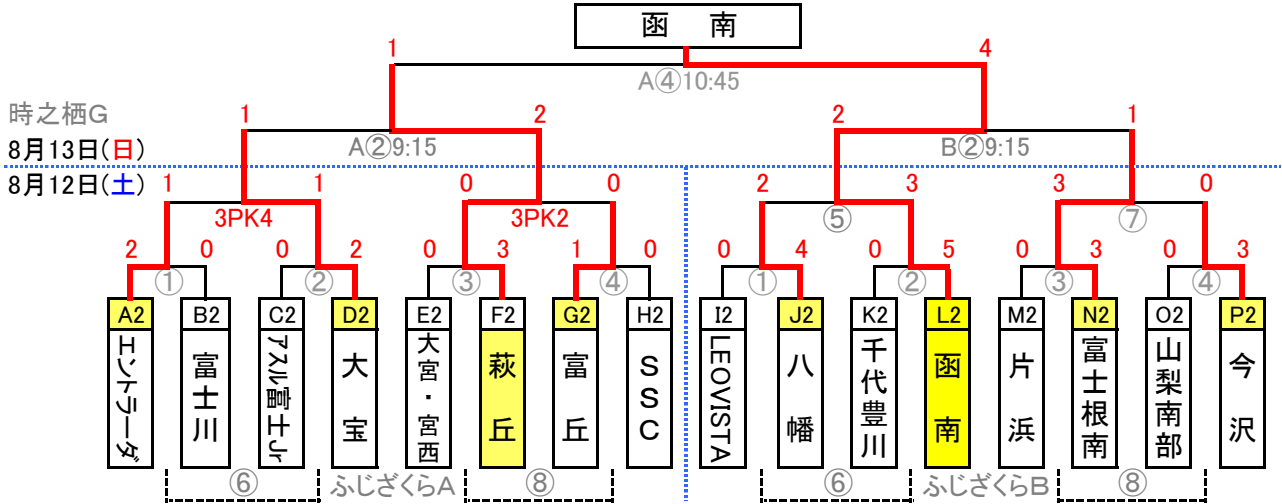 函 南
1 4
A④10:45
時之栖G
1 2 2 1
8月13日(日)
A②9:15 B②9:15
8月12日(土)
1 1 0 0 2 3 3 0
3PK4 3PK2 ⑤ ⑦
2 0 0 2 0 3 1 0 0 4 0 5 0 3 0 3
① ② ③ ④ ① ② ③ ④
A2 B2 C2 D2 E2 F2 G2 H2 I2 J2 K2 L2 M2 N2 O2 P2
エントラーダ
富士川
アスル富士Jr
大宝
大宮・宮西
萩丘
富丘
SSC
LEOVISTA
八幡
千代豊川
函南
片浜
富士根南
山梨南部
今沢
⑥ ふじざくらA ⑧ ⑥ ふじざくらB ⑧